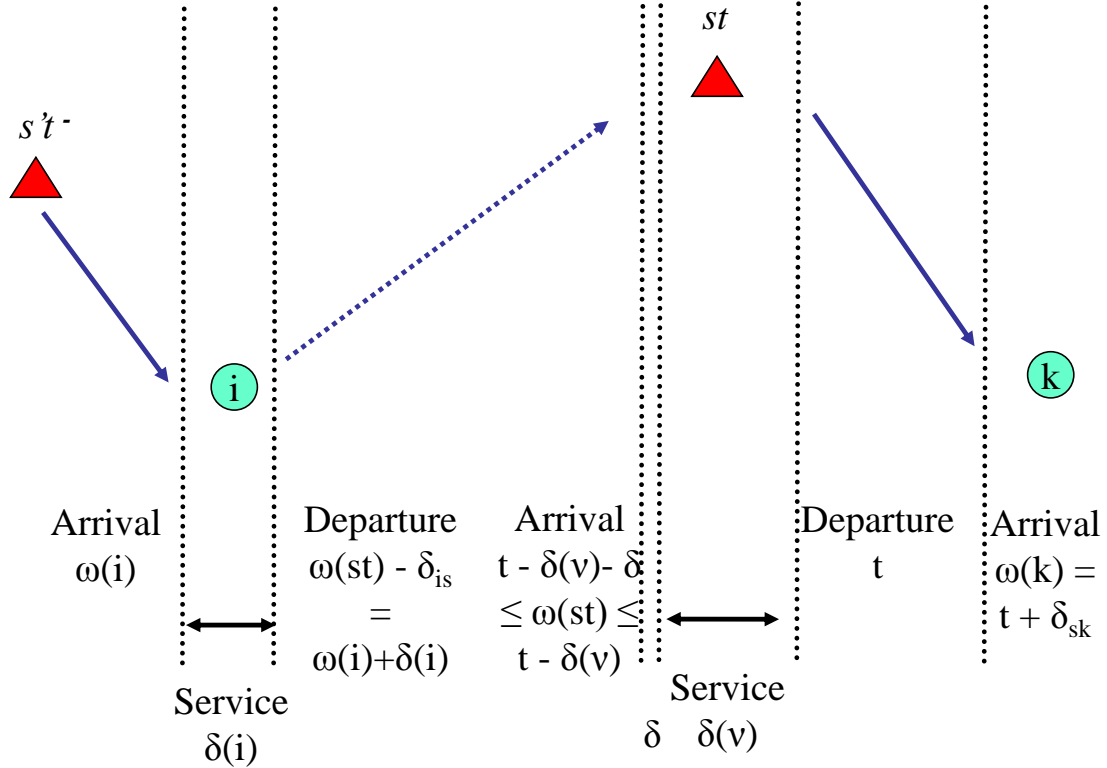 st
s't-
i
k
Arrival
ω(i)
Departure
ω(st) - δis
=
ω(i)+δ(i)
Arrival
t - δ(ν)- δ
≤ ω(st) ≤
t - δ(ν)
Departure
t
Arrival
ω(k) =
t + δsk
Service
δ(i)
δ
Service
δ(ν)